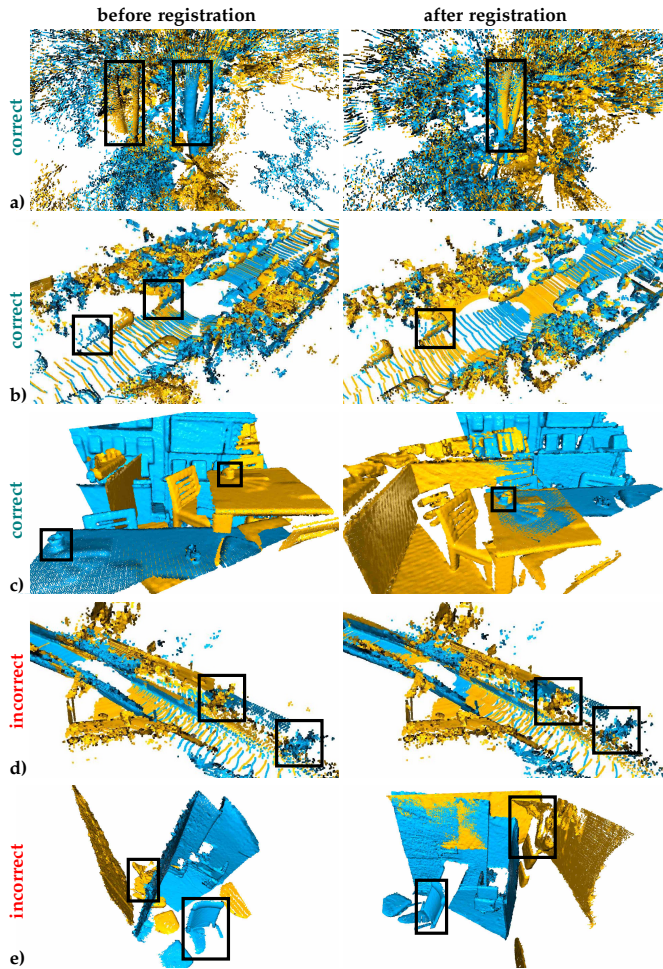 before registration after registration
correct
a)
correct
b)
correct
c)
incorrect
d)
incorrect
e)